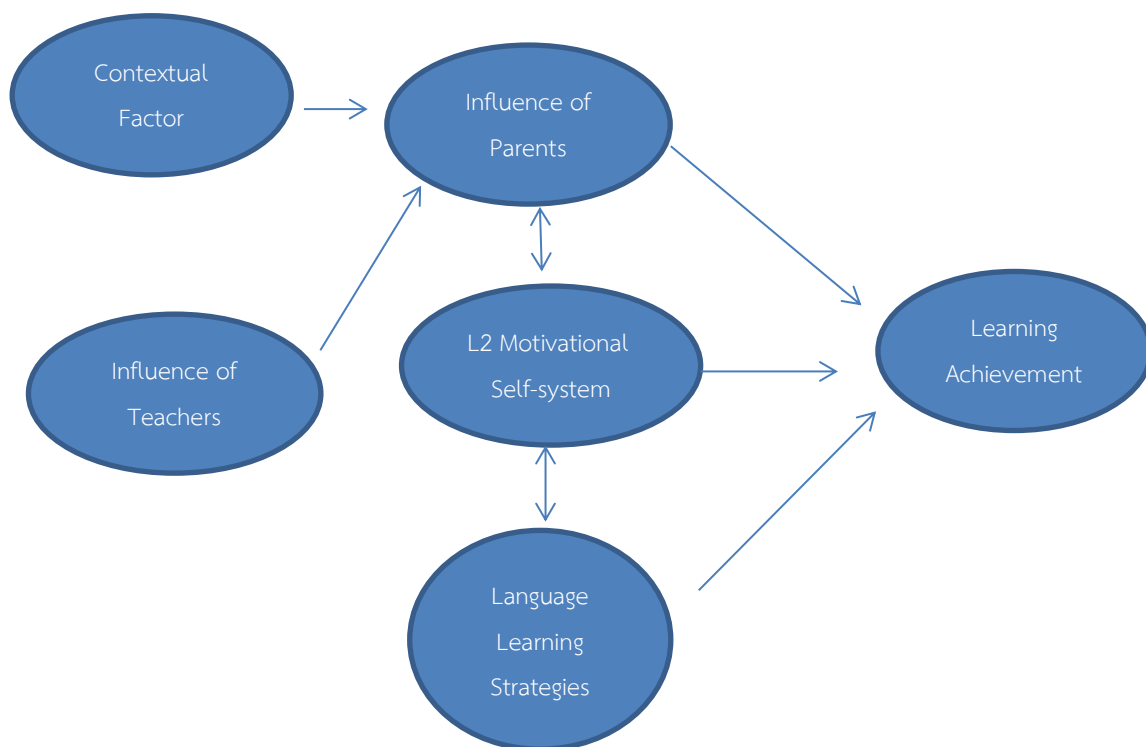 Contextual
Factor
Influence of
Parents
Influence of
Teachers
L2 Motivational
Self-system
Learning
Achievement
Language
Learning
Strategies